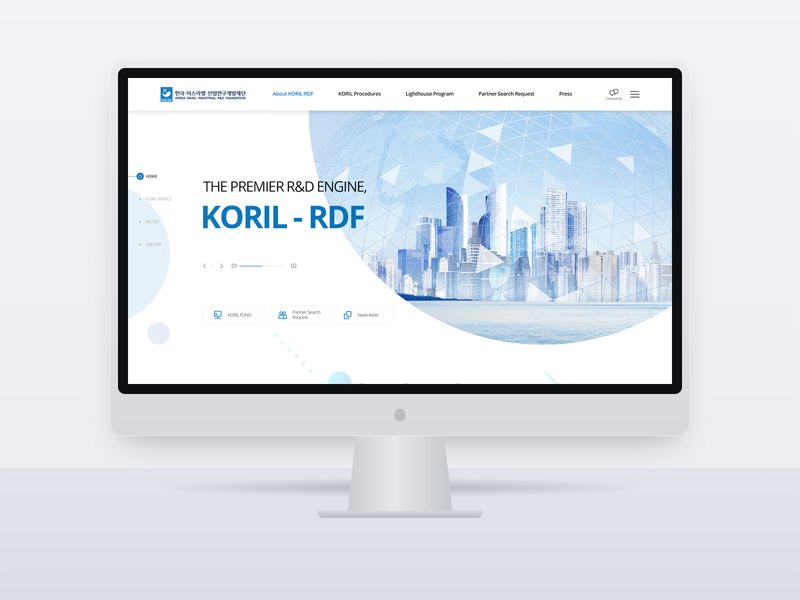 한국·이스라엘 산업연구개발재단
KOREA ISRAEL INDUSTRIAL R&D FOUNDATION
About KORIL-RDF
KORIL Procedures
Lighthouse Program
Partner Search Request
Press
Contact Us
HOME
KORIL SERVICE
NOTICE
GALLERY
THE PREMIER R&D ENGINE,
KORIL - RDF
01
02
KORIL FUND
Partner Search
Request
News letter